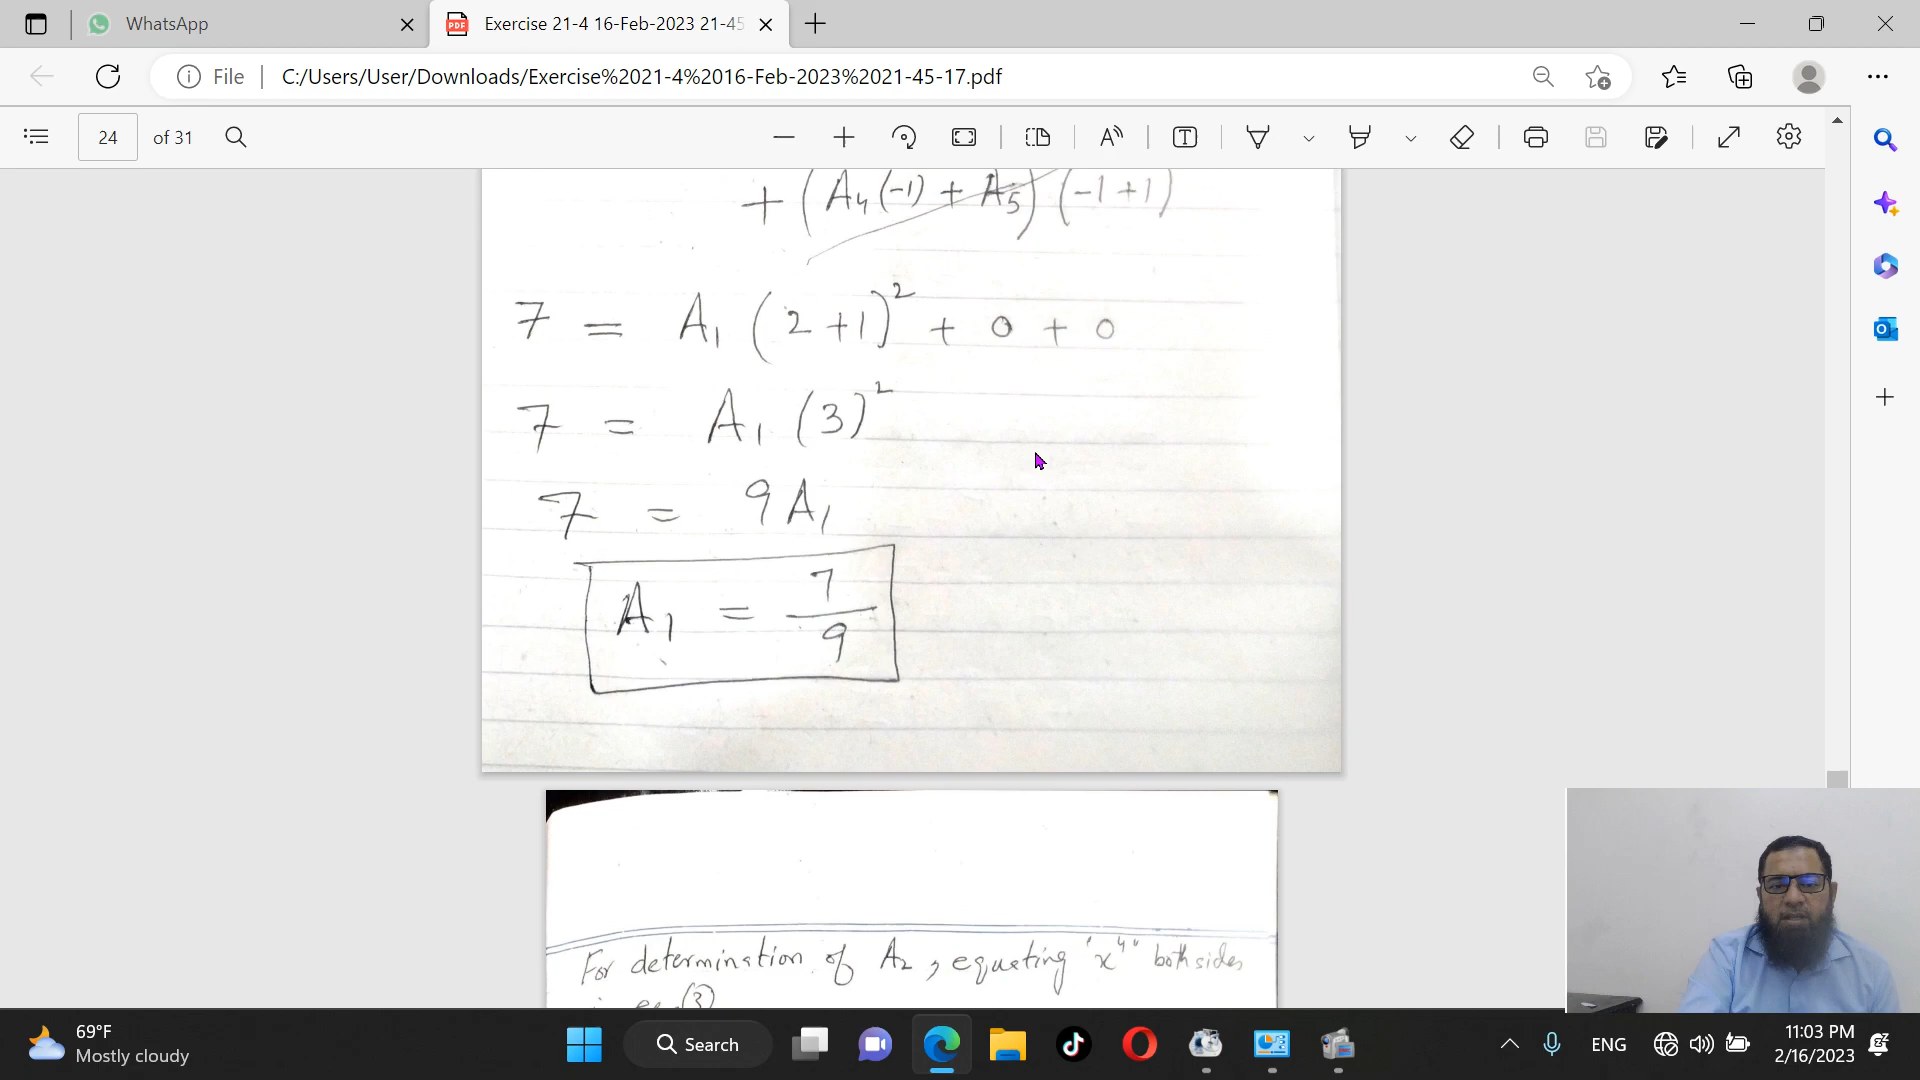 WhatsApp
Exercise 21-4 16-Feb-2023 21-45
File
C:/Users/User/Downloads/Exercise%2021-4%2016-Feb-2023%2021-45-17.pdf
24 of 31
+ (A₄(-1) + A₅) (-1+1)
7 = A₁ (2+1)² + 0 + 0
7 = A₁ (3)²
7 = 9A₁
A₁ = 7/9
For determination of A₂, equating "x⁴" both sides
eq (3)
69°F
Mostly cloudy
Search
ENG
11:03 PM
2/16/2023